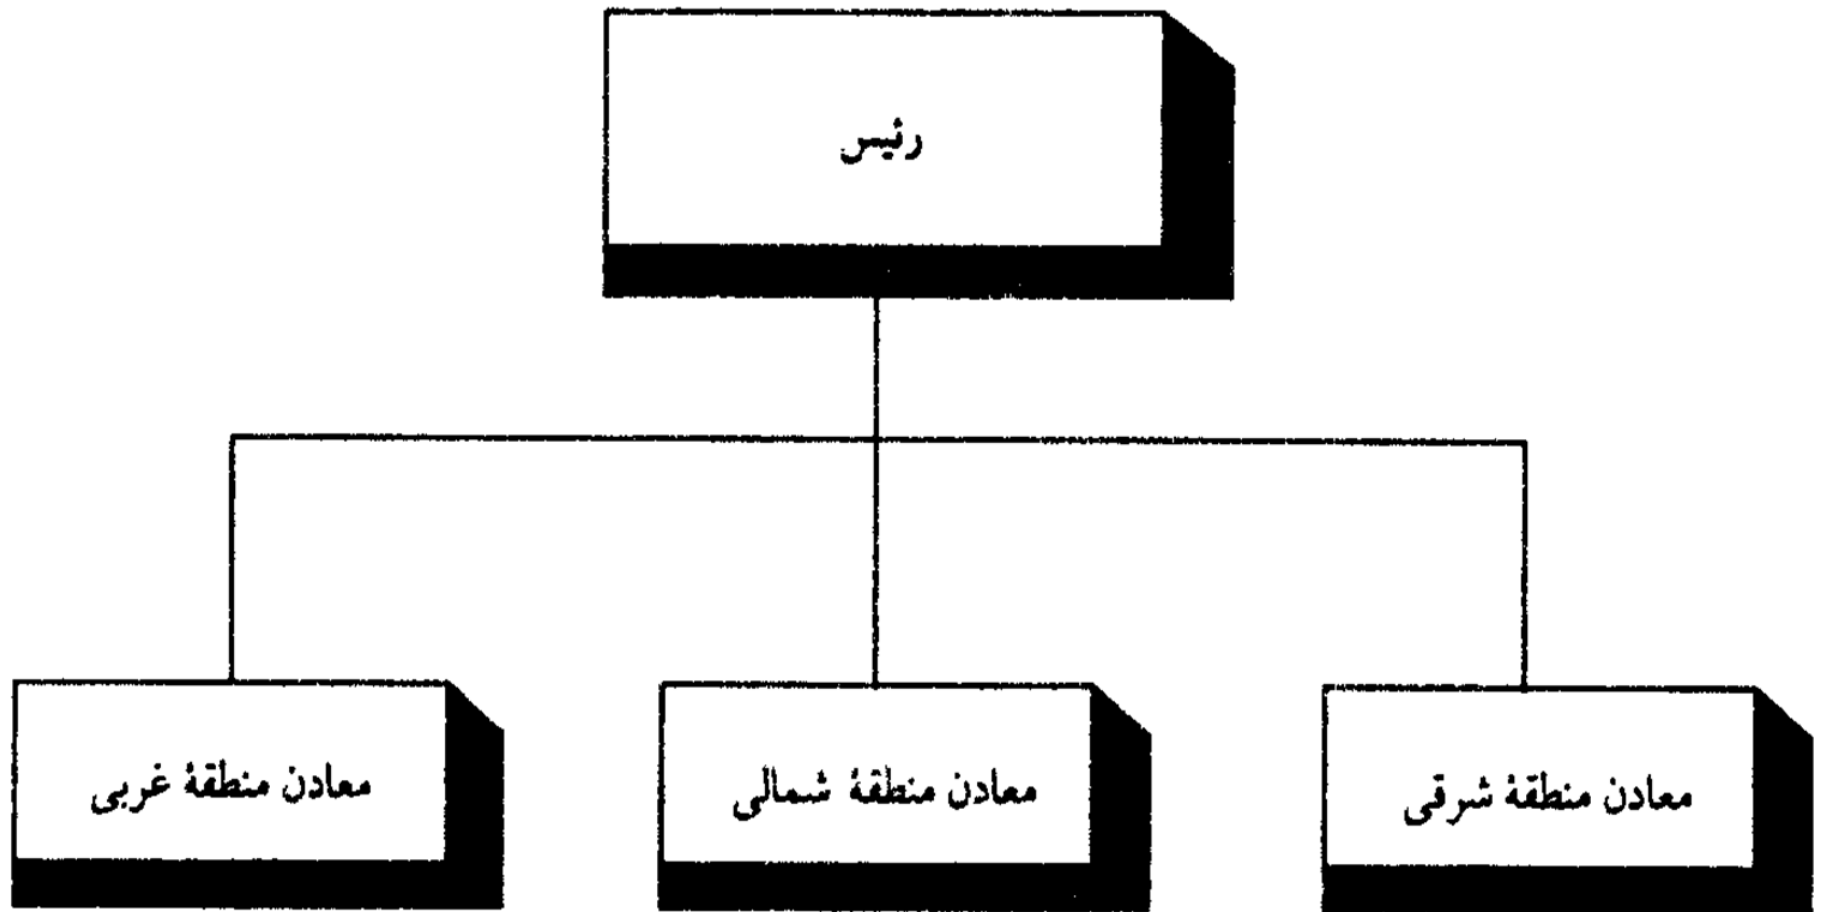 رئیس
معادن منطقهٔ شرقی
معادن منطقهٔ شمالی
معادن منطقهٔ غربی